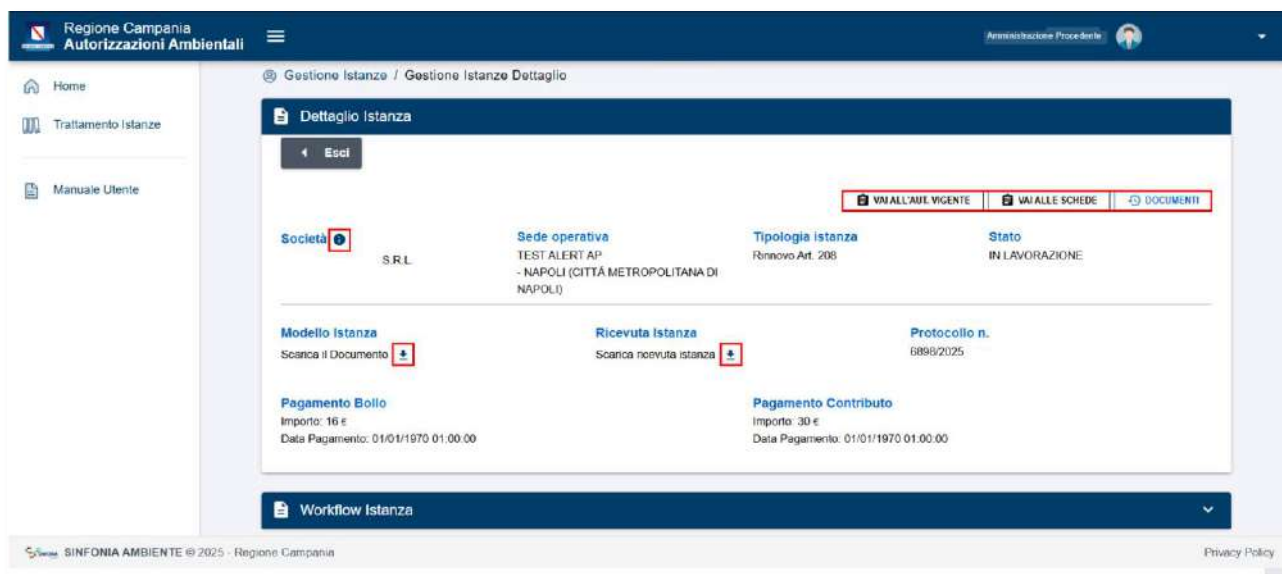 Regione Campania
Autorizzazioni Ambientali
Amministrazione Procedente
Home
Trattamento Istanze
Manuale Utente
Gestione Istanze / Gestione Istanze Dettaglio
Dettaglio Istanza
Esci
VAI ALL'AUT. VIGENTE
VAI ALLE SCHEDE
DOCUMENTI
Società
S.R.L.
Sede operativa
TEST ALERT AP
- NAPOLI (CITTÁ METROPOLITANA DI
NAPOLI)
Tipologia istanza
Rinnovo Art. 208
Stato
IN LAVORAZIONE
Modello Istanza
Scarica il Documento
Ricevuta Istanza
Scarica ricevuta istanza
Protocollo n.
6898/2025
Pagamento Bollo
Importo: 16 €
Data Pagamento: 01/01/1970 01:00:00
Pagamento Contributo
Importo: 30 €
Data Pagamento: 01/01/1970 01:00:00
Workflow Istanza
SINFONIA AMBIENTE © 2025 - Regione Campania
Privacy Policy